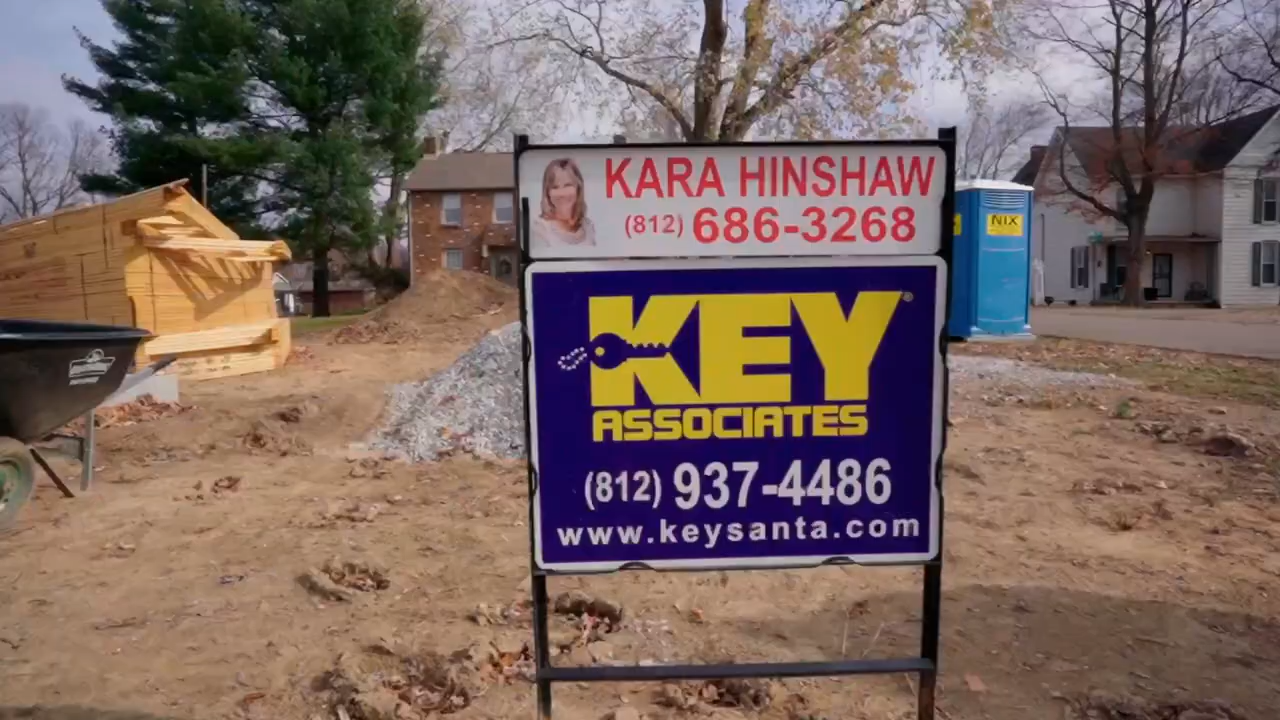 KARA HINSHAW
(812) 686-3268
KEY®
ASSOCIATES
(812) 937-4486
www.keysanta.com
NIX